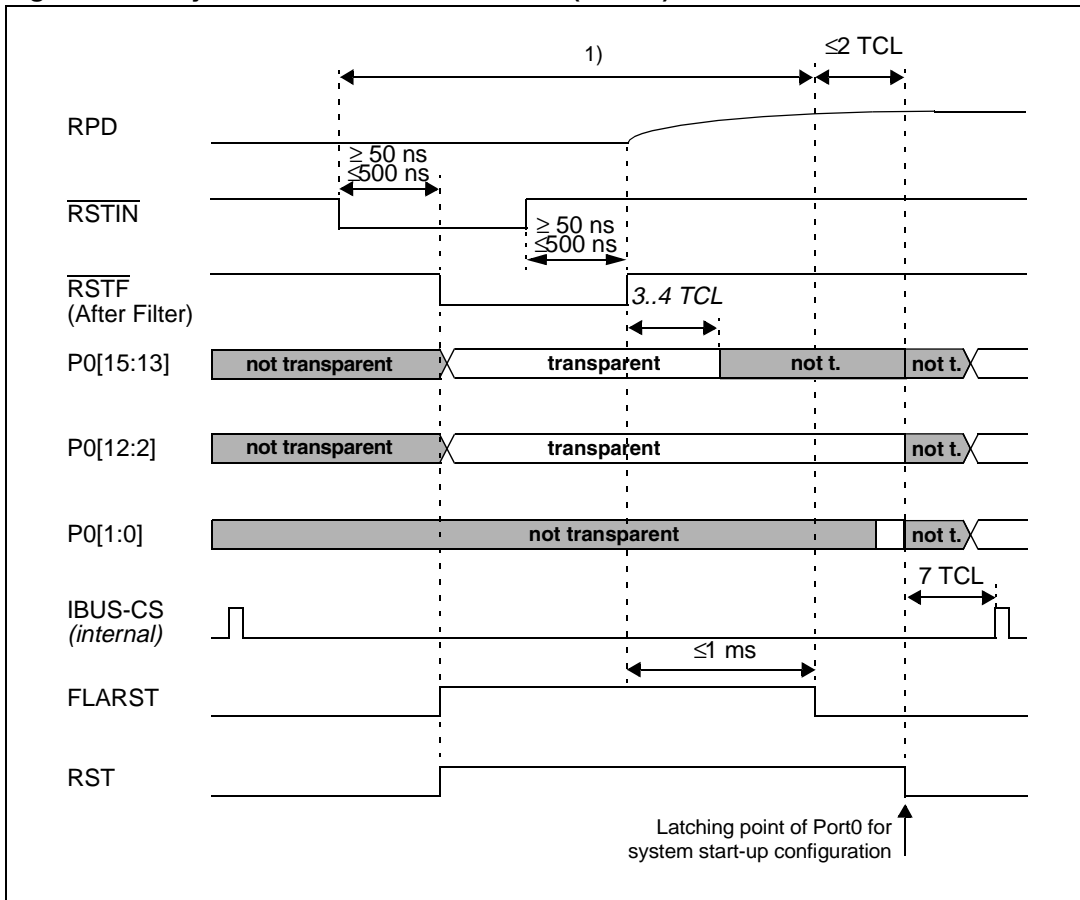 1)
≤2 TCL
RPD
≥ 50 ns
≤500 ns
RSTIN
≥ 50 ns
≤500 ns
RSTF
(After Filter)
3..4 TCL
P0[15:13]
not transparent
transparent
not t.
not t.
P0[12:2]
not transparent
transparent
not t.
P0[1:0]
not transparent
not t.
7 TCL
IBUS-CS
(internal)
≤1 ms
FLARST
RST
Latching point of Port0 for
system start-up configuration